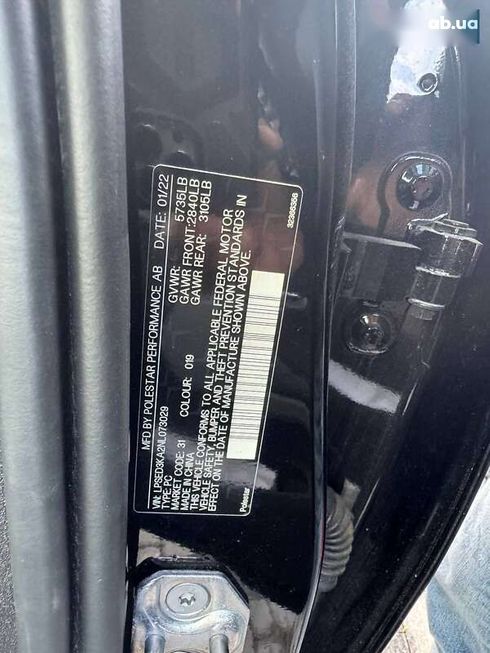 ab.ua
MFD BY POLESTAR PERFORMANCE AB DATE: 01/22
VIN: LPSED3KA2NL073029 GVWR: 5735LB
TYPE: PC GAWR FRONT: 2840LB
MARKET CODE: 31 COLOUR: 019 GAWR REAR: 3105LB
MADE IN CHINA
THIS VEHICLE CONFORMS TO ALL APPLICABLE FEDERAL MOTOR
VEHICLE SAFETY, BUMPER AND THEFT PREVENTION STANDARDS IN
EFFECT ON THE DATE OF MANUFACTURE SHOWN ABOVE.
Polestar 32366356